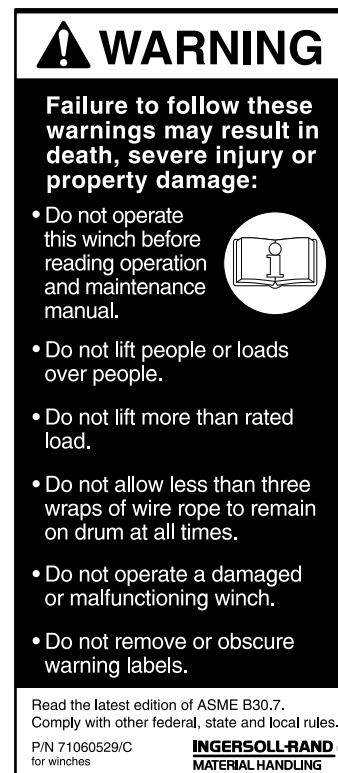 WARNING
Failure to follow these
warnings may result in
death, severe injury or
property damage:
• Do not operate
this winch before
reading operation
and maintenance
manual.
• Do not lift people or loads
over people.
• Do not lift more than rated
load.
• Do not allow less than three
wraps of wire rope to remain
on drum at all times.
• Do not operate a damaged
or malfunctioning winch.
• Do not remove or obscure
warning labels.
Read the latest edition of ASME B30.7.
Comply with other federal, state and local rules.
P/N 71060529/C
for winches
INGERSOLL-RAND
MATERIAL HANDLING